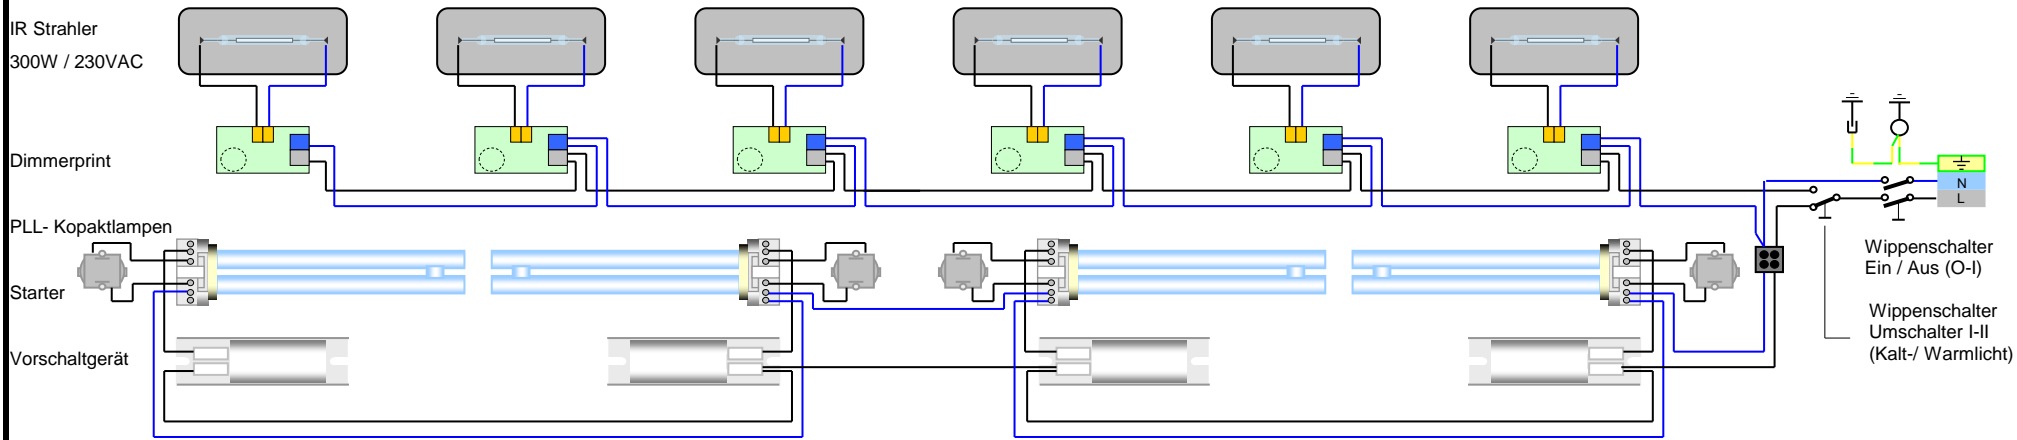 IR Strahler
300W / 230VAC
Dimmerprint
PLL- Kopaktlampen
Starter
Vorschaltgerät
N
L
Wippenschalter
Ein / Aus (O-I)
Wippenschalter
Umschalter I-II
(Kalt-/ Warmlicht)